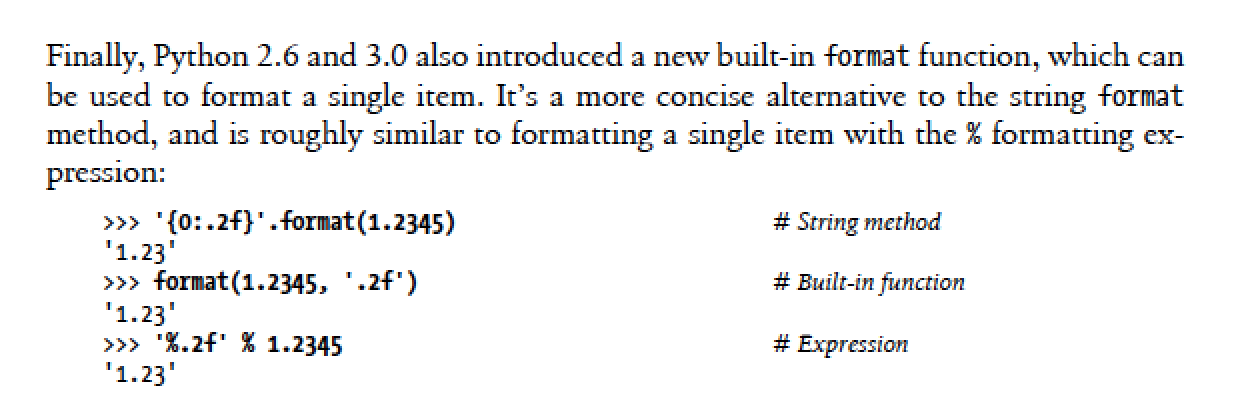 Finally, Python 2.6 and 3.0 also introduced a new built-in format function, which can
be used to format a single item. It’s a more concise alternative to the string format
method, and is roughly similar to formatting a single item with the % formatting ex-
pression:
>>> '{0:.2f}'.format(1.2345) # String method
'1.23'
>>> format(1.2345, '.2f') # Built-in function
'1.23'
>>> '%.2f' % 1.2345 # Expression
'1.23'